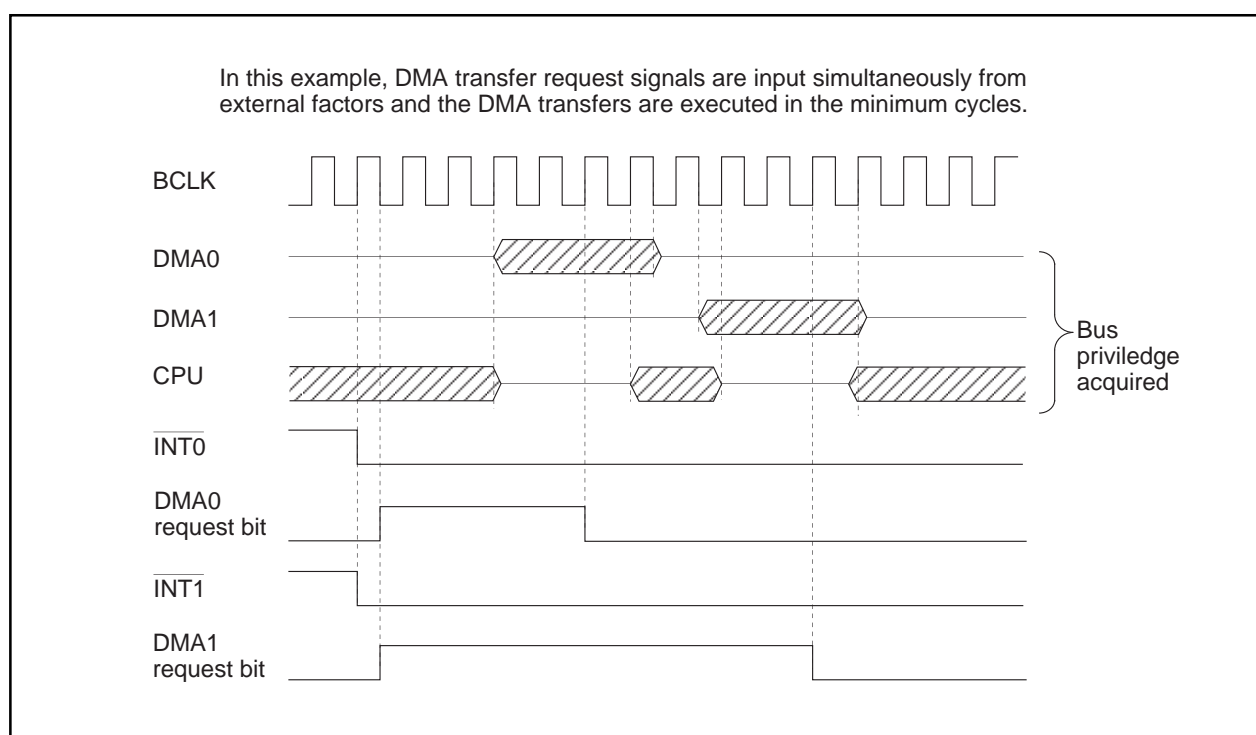 In this example, DMA transfer request signals are input simultaneously from
external factors and the DMA transfers are executed in the minimum cycles.
BCLK
DMA0
DMA1
CPU
Bus
priviledge
acquired
INT0
DMA0
request bit
INT1
DMA1
request bit